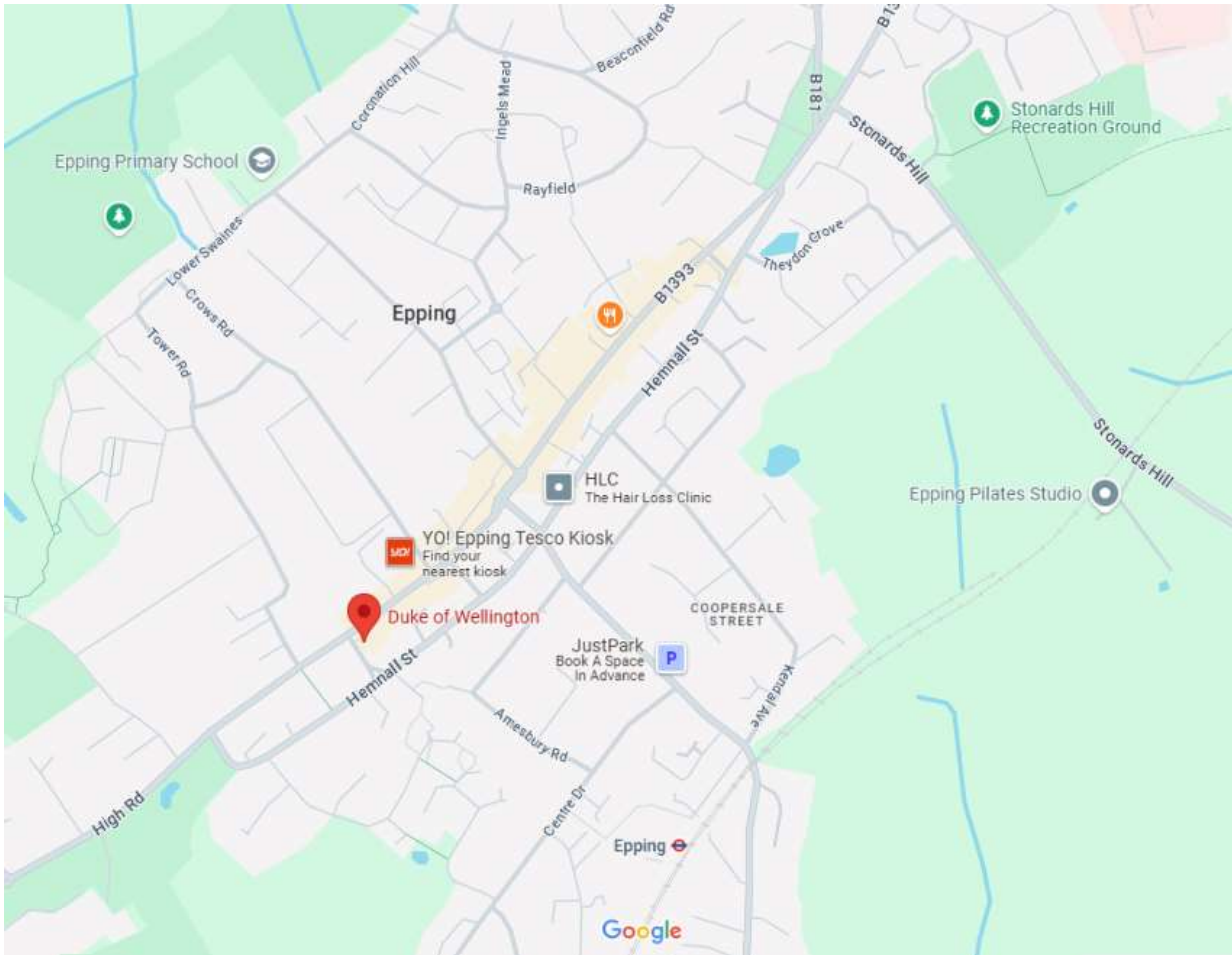 Beaconfield Rd
B13
Coronation Hill
Ingels Mead
B181
Stonards Hill
Stonards Hill
Recreation Ground
Epping Primary School
Rayfield
Lower Swaines
Theydon Grove
Crows Rd
B1393
Epping
Tower Rd
Hemnall St
Stonards Hill
HLC
The Hair Loss Clinic
Epping Pilates Studio
YO!
YO! Epping Tesco Kiosk
Find your
nearest kiosk
Duke of Wellington
COOPERSALE
STREET
JustPark
Book A Space
In Advance
P
Hemnall St
Kendal Ave
Amesbury Rd
High Rd
Centre Dr
Epping
Google